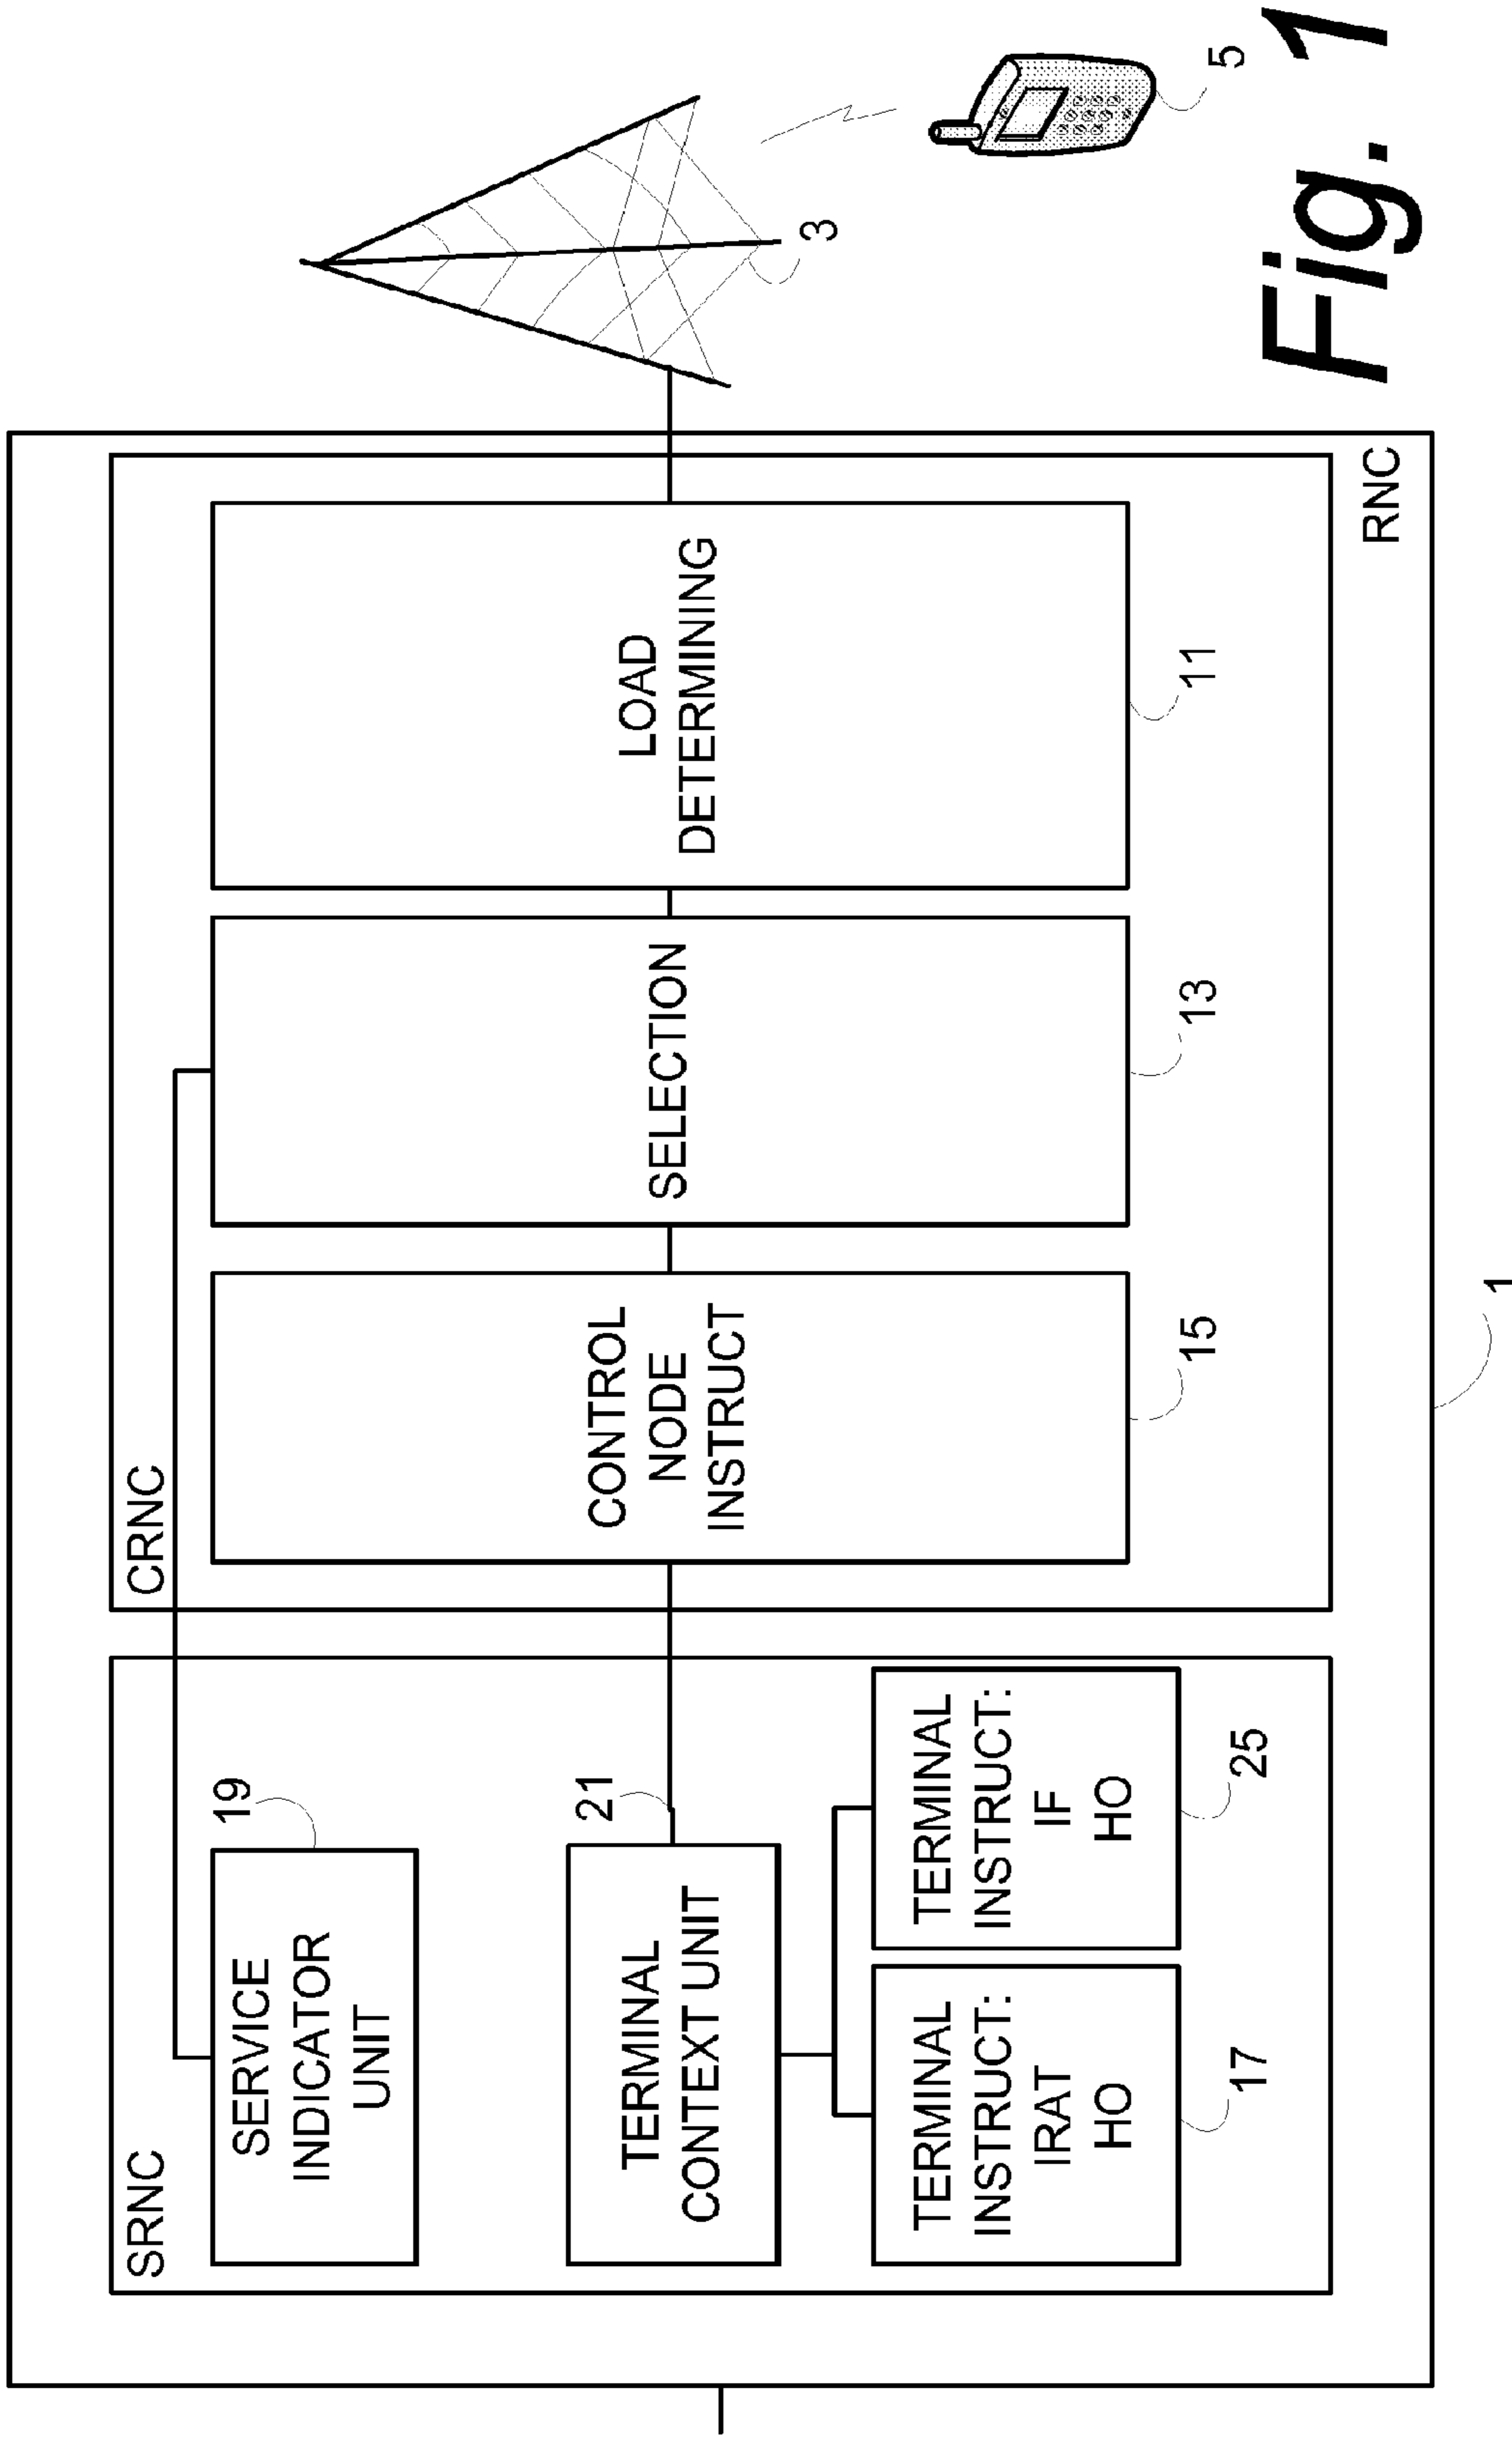 SRNC
SERVICE
INDICATOR
UNIT
19
TERMINAL
CONTEXT UNIT
21
TERMINAL
INSTRUCT:
IRAT
HO
17
TERMINAL
INSTRUCT:
IF
HO
25
CRNC
CONTROL
NODE
INSTRUCT
15
SELECTION
13
LOAD
DETERMINING
11
RNC
1
3
5
Fig. 1